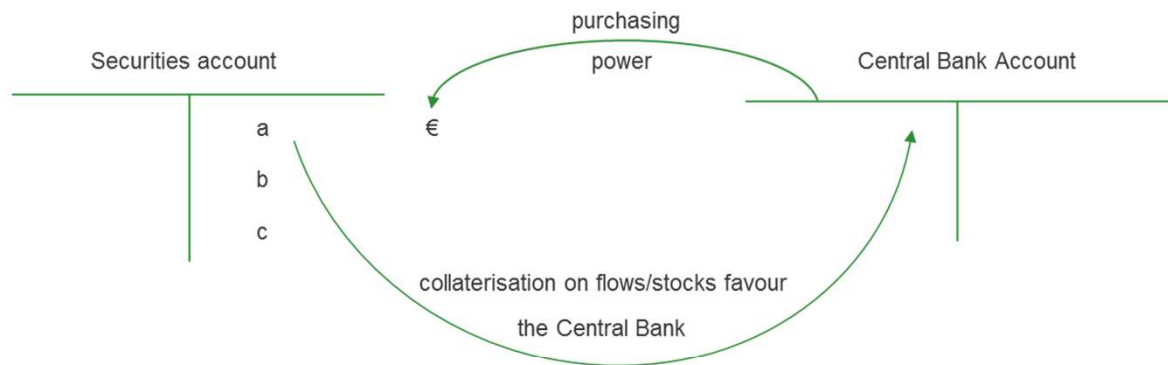 purchasing
Securities account
power
Central Bank Account
a
€
b
c
collaterisation on flows/stocks favour
the Central Bank